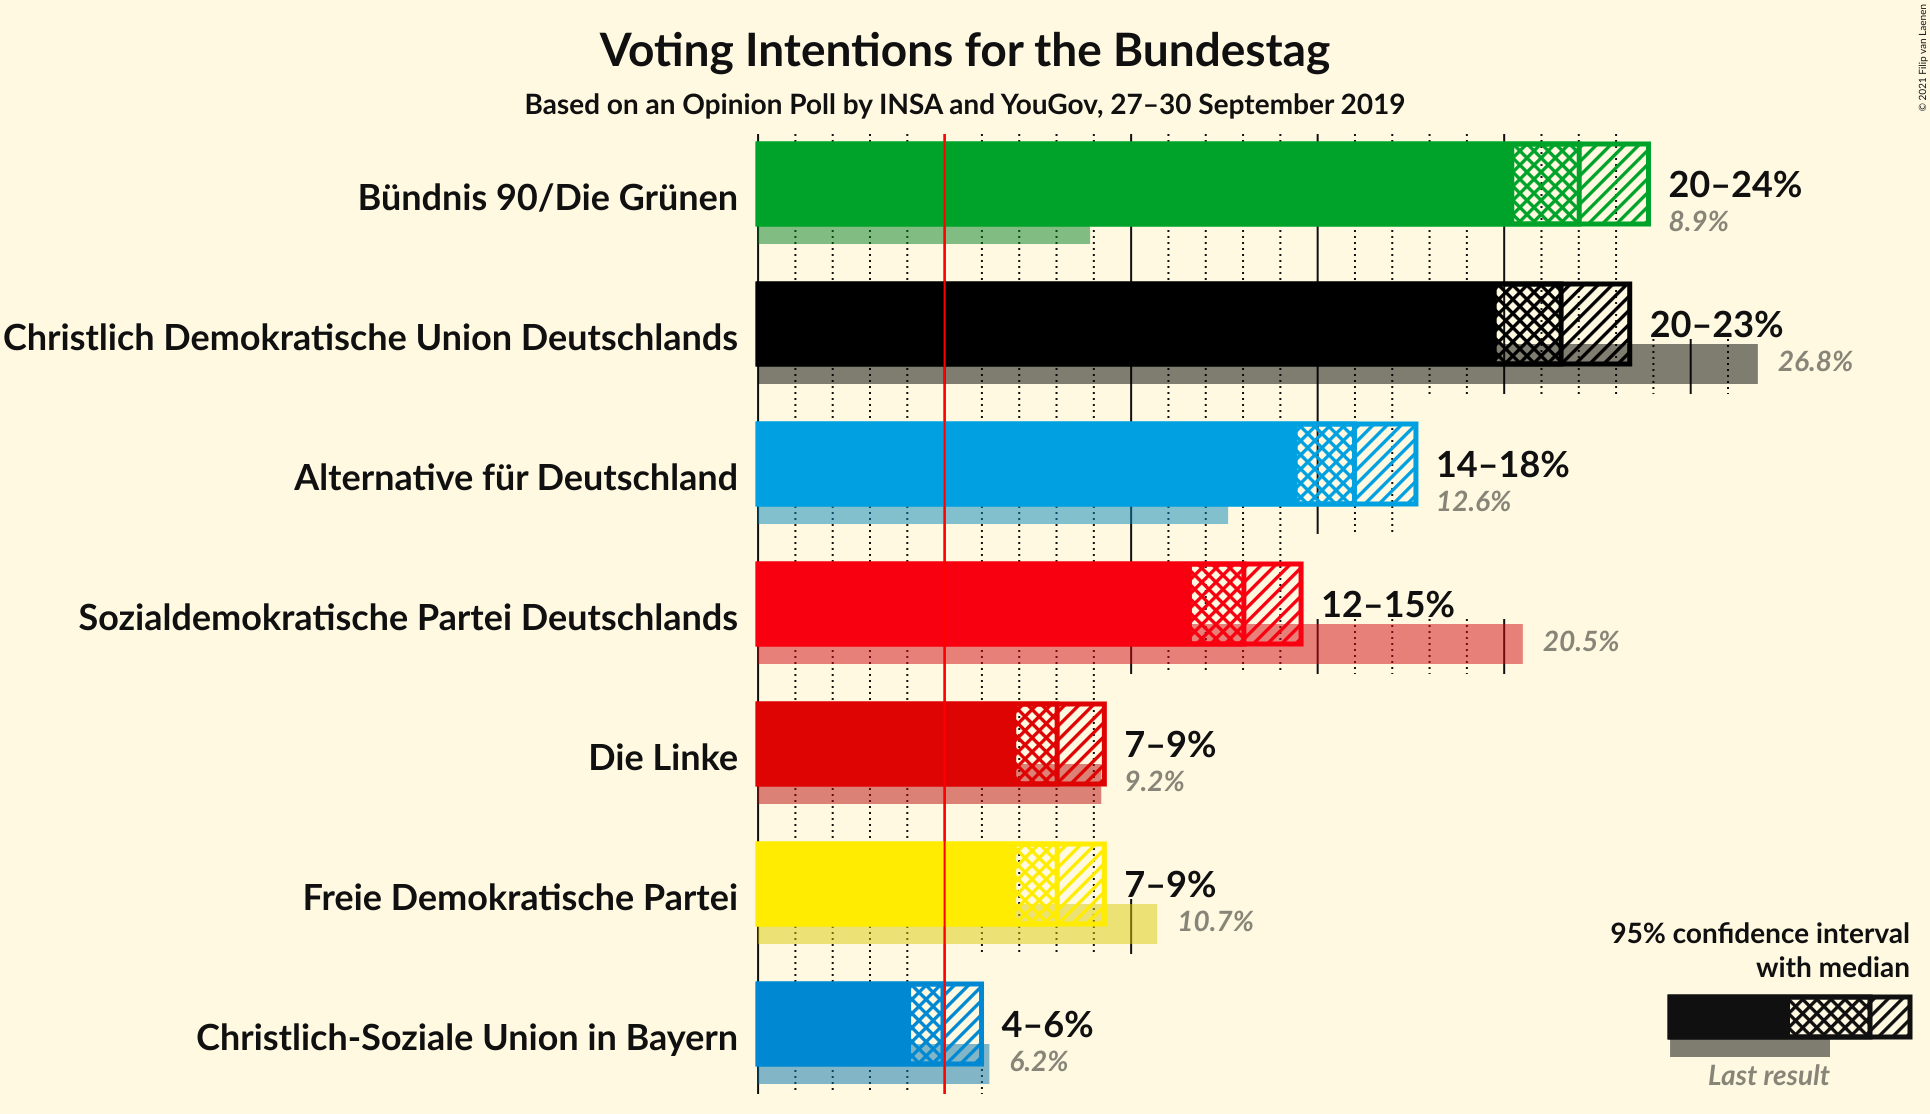 Voting Intentions for the Bundestag
Based on an Opinion Poll by INSA and YouGov, 27–30 September 2019
© 2021 Filip van Laenen
Bündnis 90/Die Grünen
20–24%
8.9%
Christlich Demokratische Union Deutschlands
20–23%
26.8%
Alternative für Deutschland
14–18%
12.6%
Sozialdemokratische Partei Deutschlands
12–15%
20.5%
Die Linke
7–9%
9.2%
Freie Demokratische Partei
7–9%
10.7%
Christlich-Soziale Union in Bayern
4–6%
6.2%
95% confidence interval
with median
Last result